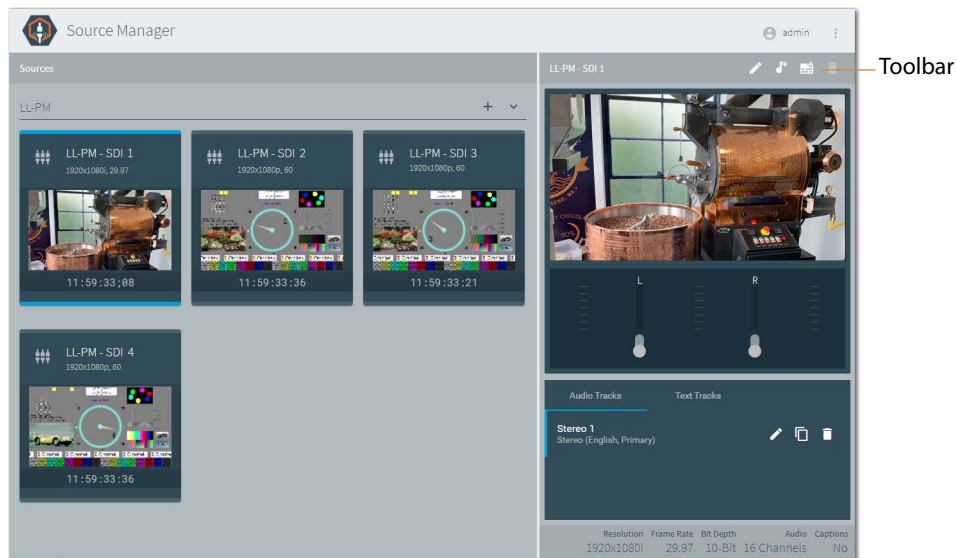 Source Manager
admin
Sources
LL-PM - SDI 1
Toolbar
LL-PM
LL-PM - SDI 1
1920x1080i, 29.97
11:59:33;08
LL-PM - SDI 2
1920x1080p, 60
11:59:33:36
LL-PM - SDI 3
1920x1080p, 60
11:59:33:21
LL-PM - SDI 4
1920x1080p, 60
11:59:33:36
90%
L
R
Audio Tracks
Text Tracks
Stereo 1
Stereo (English, Primary)
Resolution Frame Rate Bit Depth Audio Captions
1920x1080i 29.97 10-Bit 16 Channels No